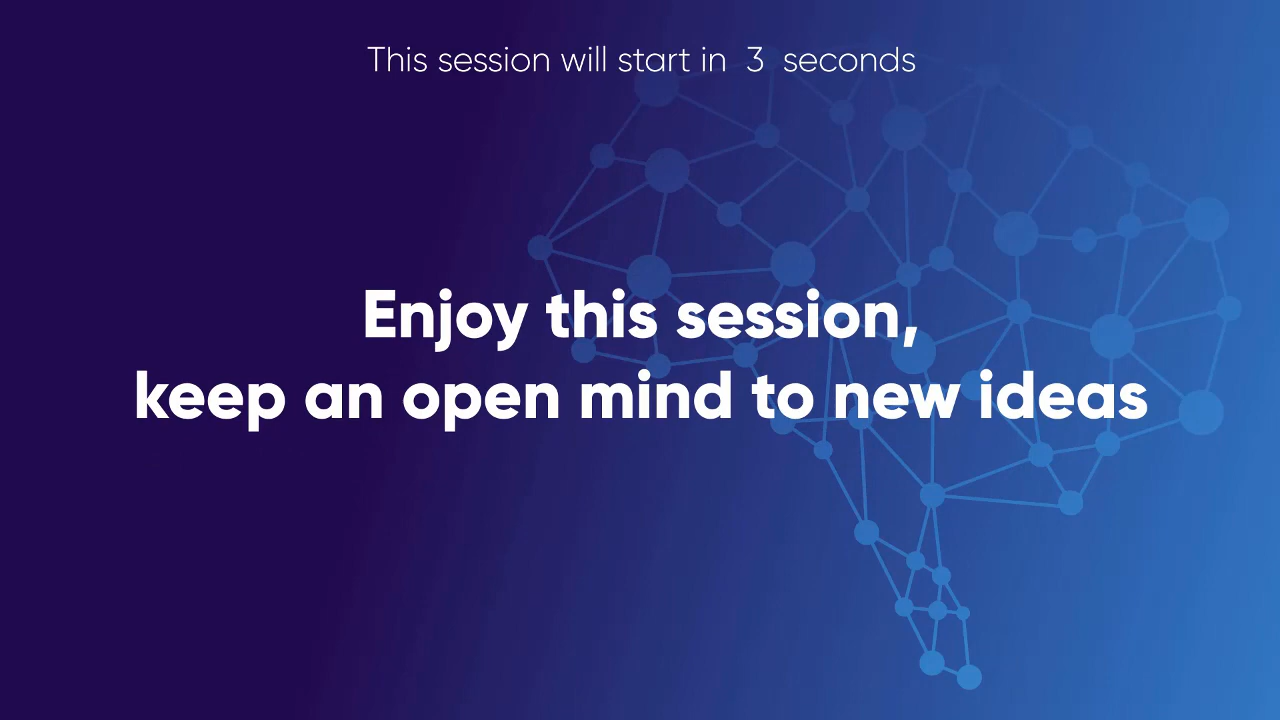 This session will start in 3 seconds
Enjoy this session,
keep an open mind to new ideas